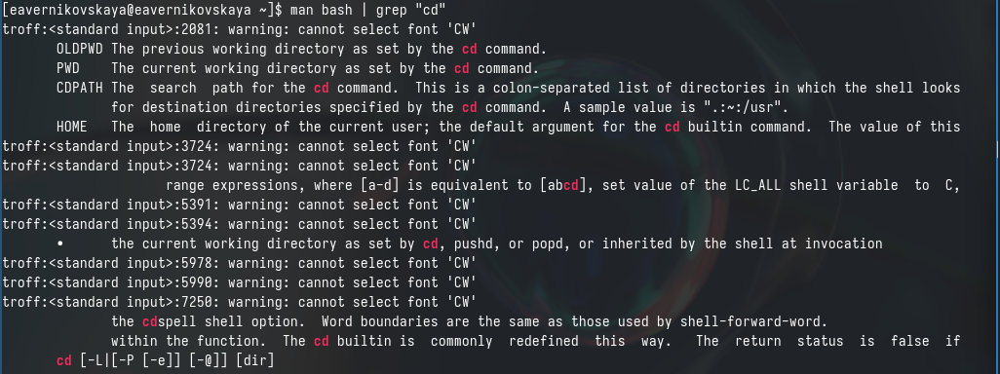 [eavernikovskaya@eavernikovskaya ~]$ man bash | grep "cd"
troff:<standard input>:2081: warning: cannot select font 'CW'
OLDPWD The previous working directory as set by the cd command.
PWD    The current working directory as set by the cd command.
CDPATH The  search  path for the cd command.  This is a colon-separated list of directories in which the shell looks
for destination directories specified by the cd command.  A sample value is ".:~:/usr".
HOME   The  home  directory of the current user; the default argument for the cd builtin command.  The value of this
troff:<standard input>:3724: warning: cannot select font 'CW'
troff:<standard input>:3724: warning: cannot select font 'CW'
range expressions, where [a-d] is equivalent to [abcd], set value of the LC_ALL shell variable  to  C,
troff:<standard input>:5391: warning: cannot select font 'CW'
troff:<standard input>:5394: warning: cannot select font 'CW'
•      the current working directory as set by cd, pushd, or popd, or inherited by the shell at invocation
troff:<standard input>:5978: warning: cannot select font 'CW'
troff:<standard input>:5990: warning: cannot select font 'CW'
troff:<standard input>:7250: warning: cannot select font 'CW'
the cdspell shell option.  Word boundaries are the same as those used by shell-forward-word.
within the function.  The cd builtin is  commonly  redefined  this  way.   The  return  status  is  false  if
cd [-L|[-P [-e]] [-@]] [dir]